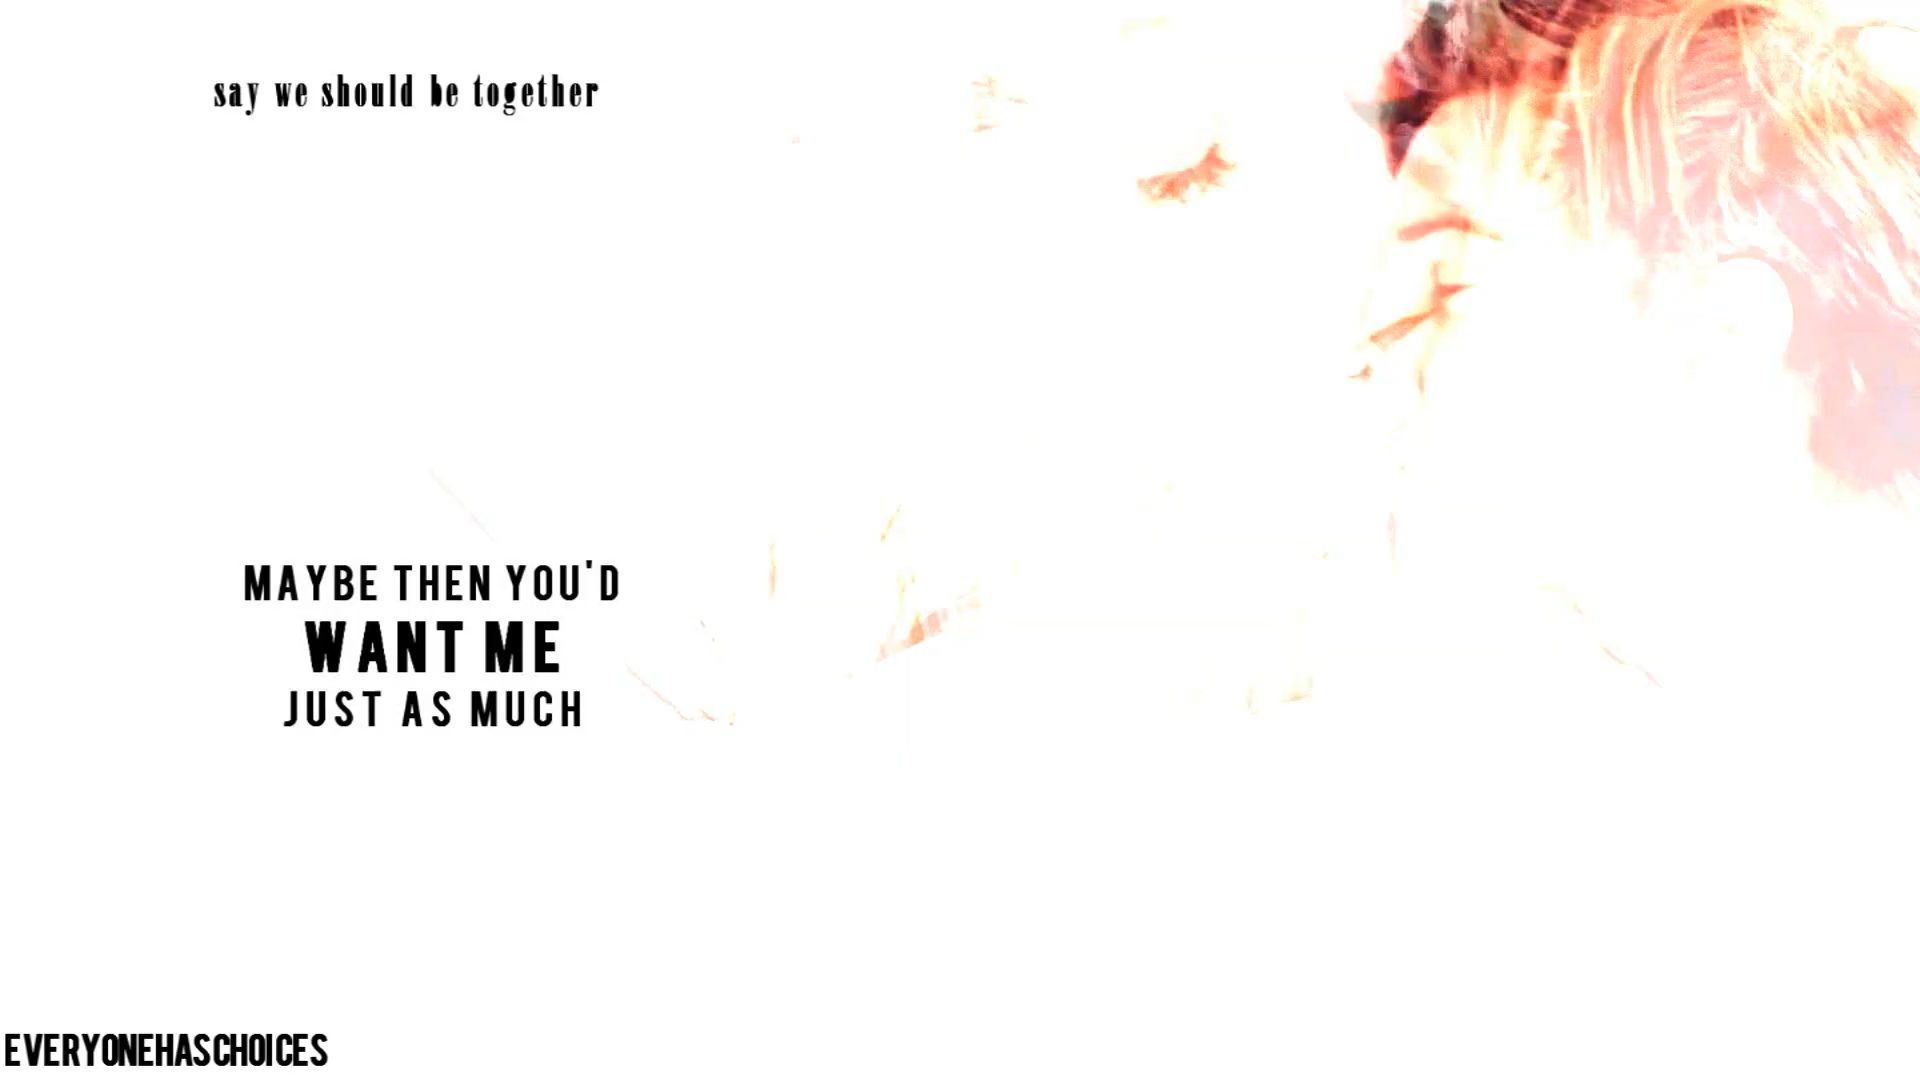 say we should be together
MAYBE THEN YOU'D
WANT ME
JUST AS MUCH
EVERYONEHASCHOICES